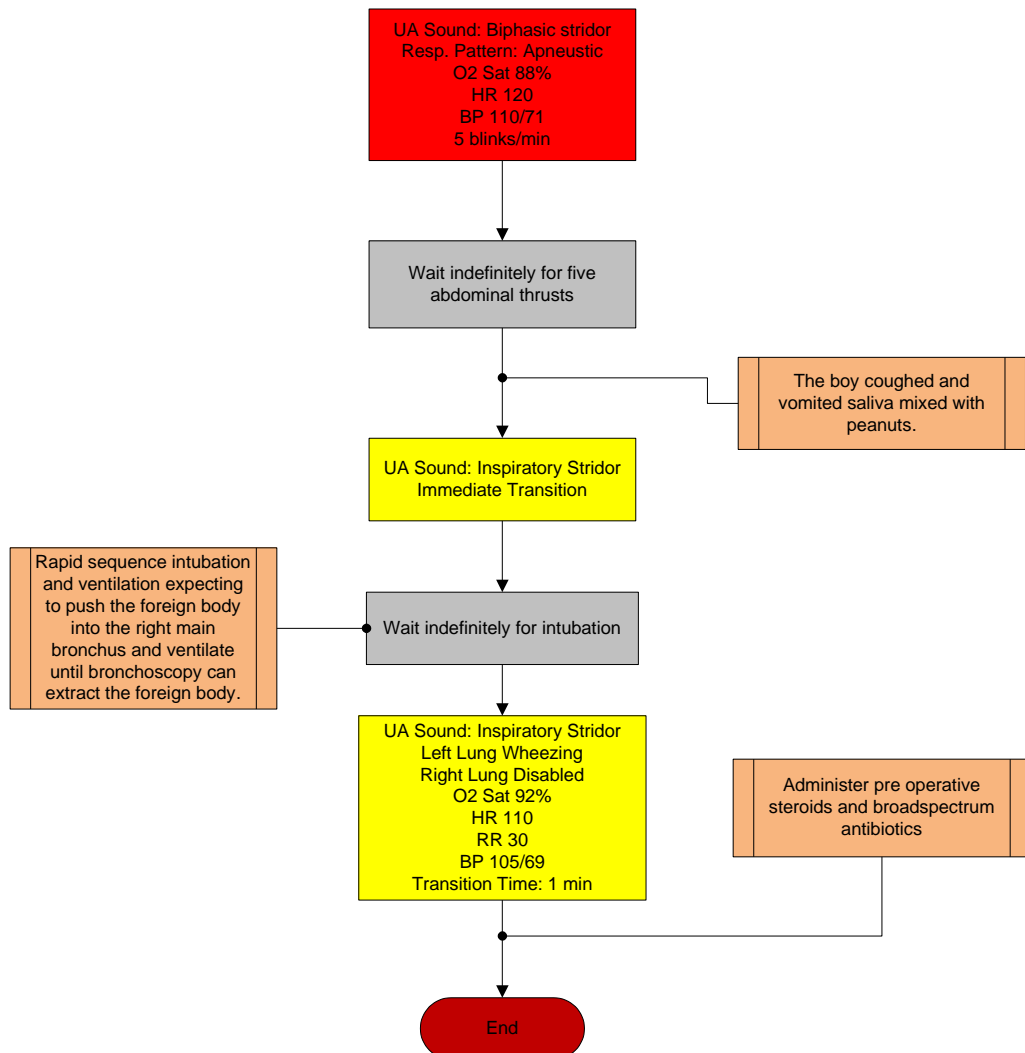 UA Sound: Biphasic stridor
Resp. Pattern: Apneustic
O2 Sat 88%
HR 120
BP 110/71
5 blinks/min
Wait indefinitely for five
abdominal thrusts
The boy coughed and
vomited saliva mixed with
peanuts.
UA Sound: Inspiratory Stridor
Immediate Transition
Rapid sequence intubation
and ventilation expecting
to push the foreign body
into the right main
bronchus and ventilate
until bronchoscopy can
extract the foreign body.
Wait indefinitely for intubation
UA Sound: Inspiratory Stridor
Left Lung Wheezing
Right Lung Disabled
O2 Sat 92%
HR 110
RR 30
BP 105/69
Transition Time: 1 min
Administer pre operative
steroids and broadspectrum
antibiotics
End